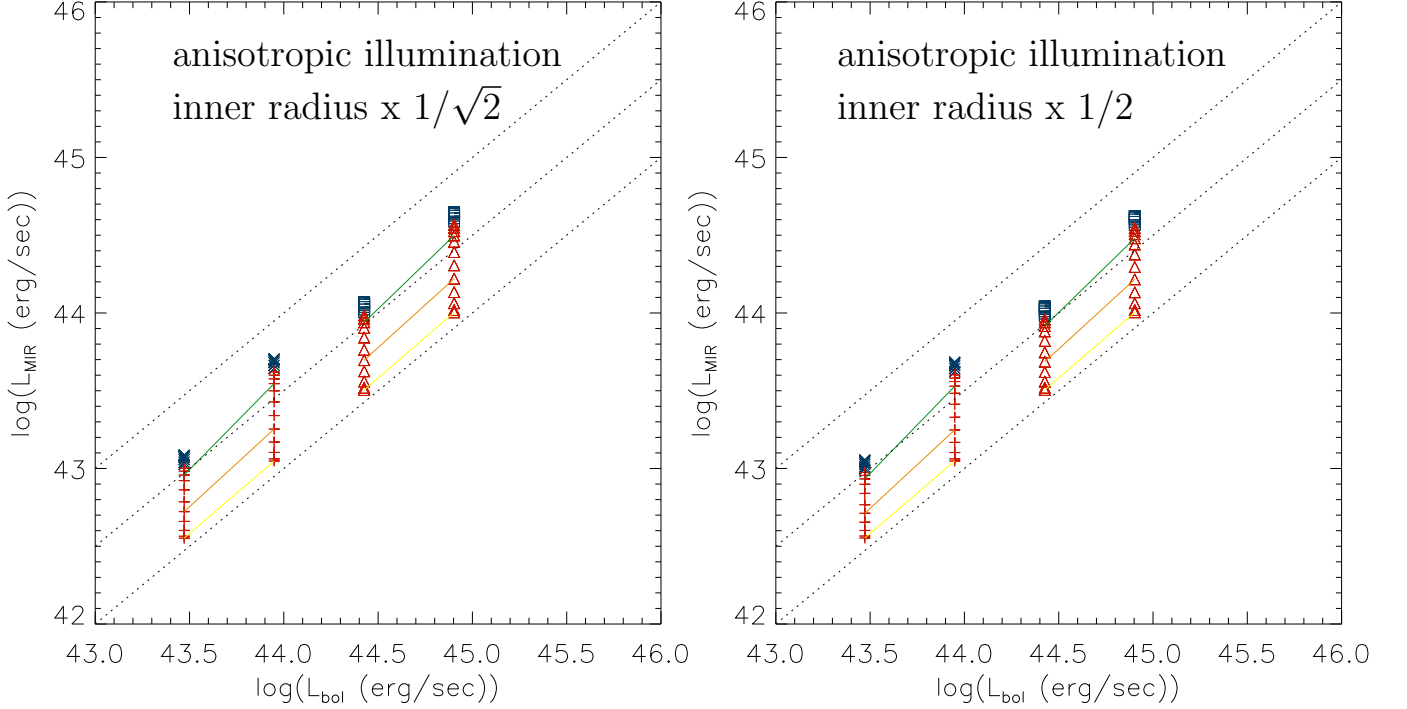 anisotropic illumination
inner radius x 1/√2
46
45
44
43
42
log(L_MIR (erg/sec))
43.0 43.5 44.0 44.5 45.0 45.5 46.0
log(L_bol (erg/sec))
anisotropic illumination
inner radius x 1/2
46
45
44
43
42
log(L_MIR (erg/sec))
43.0 43.5 44.0 44.5 45.0 45.5 46.0
log(L_bol (erg/sec))